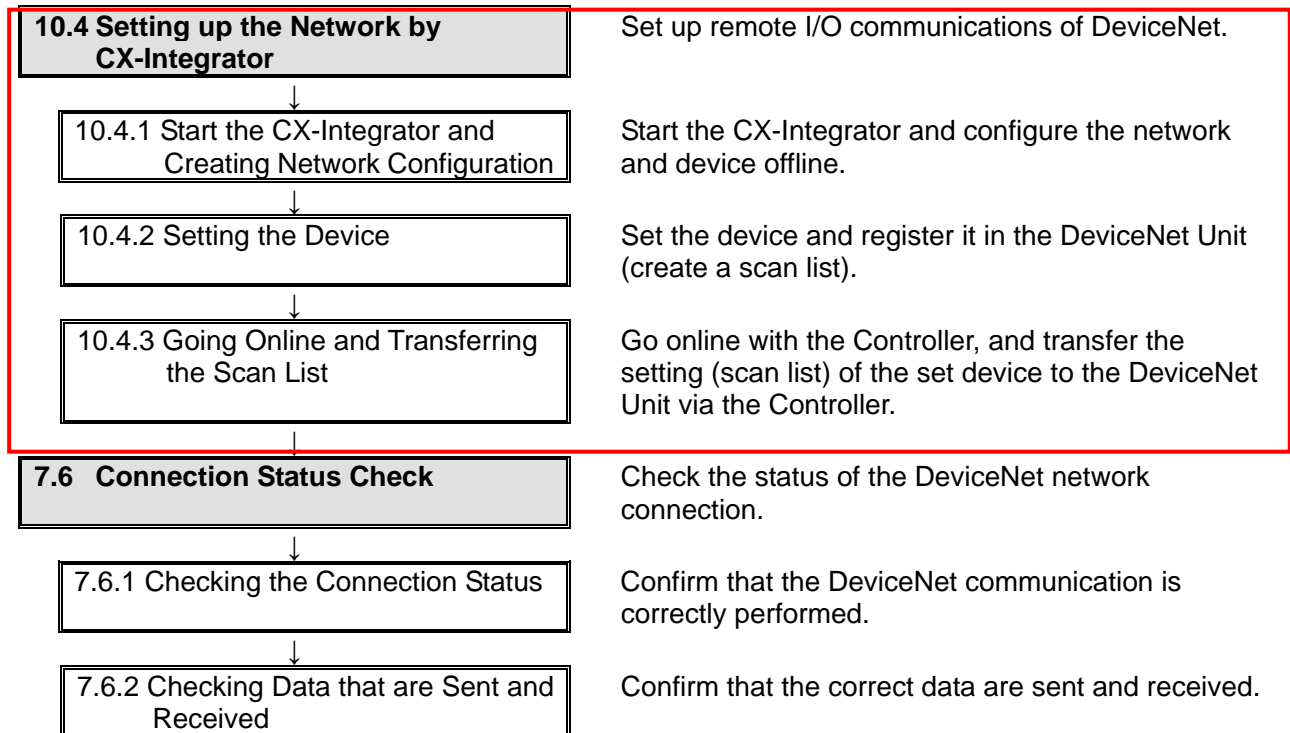 10.4 Setting up the Network by
CX-Integrator
Set up remote I/O communications of DeviceNet.
↓
10.4.1 Start the CX-Integrator and
Creating Network Configuration
Start the CX-Integrator and configure the network
and device offline.
↓
10.4.2 Setting the Device
Set the device and register it in the DeviceNet Unit
(create a scan list).
↓
10.4.3 Going Online and Transferring
the Scan List
Go online with the Controller, and transfer the
setting (scan list) of the set device to the DeviceNet
Unit via the Controller.
↓
7.6 Connection Status Check
Check the status of the DeviceNet network
connection.
↓
7.6.1 Checking the Connection Status
Confirm that the DeviceNet communication is
correctly performed.
↓
7.6.2 Checking Data that are Sent and
Received
Confirm that the correct data are sent and received.